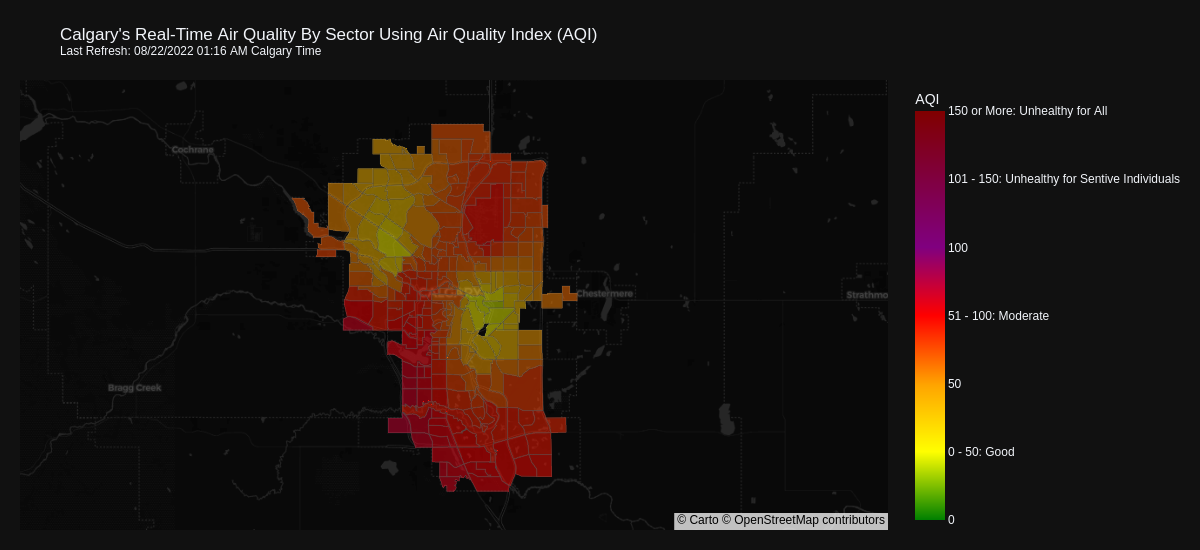 Calgary's Real-Time Air Quality By Sector Using Air Quality Index (AQI)
Last Refresh: 08/22/2022 01:16 AM Calgary Time
AQI
150 or More: Unhealthy for All
101 - 150: Unhealthy for Sentive Individuals
100
51 - 100: Moderate
50
0 - 50: Good
0
Cochrane
CALGARY
Chestermere
Strathmo
Bragg Creek
© Carto © OpenStreetMap contributors